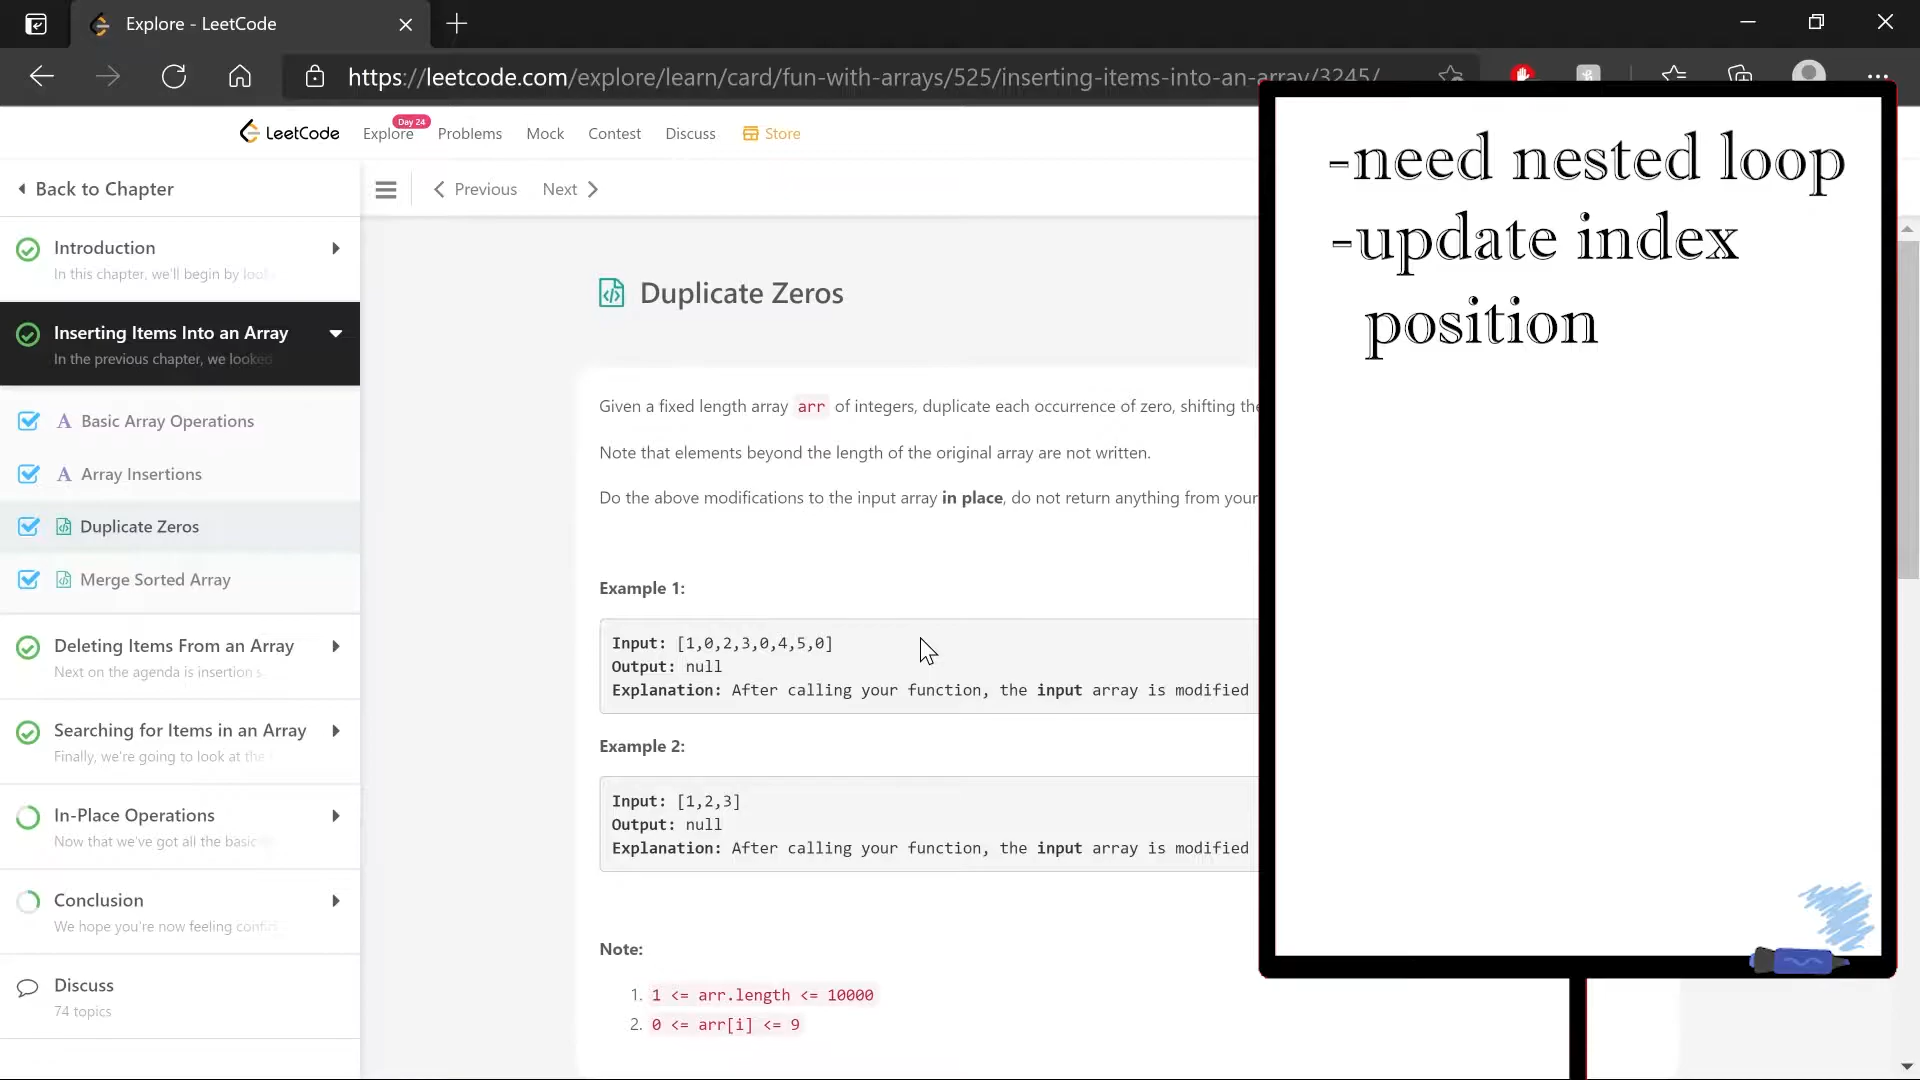 Explore - LeetCode
https://leetcode.com/explore/learn/card/fun-with-arrays/525/inserting-items-into-an-array/3245/
LeetCode
Explore
Day 24
Problems
Mock
Contest
Discuss
Store
Back to Chapter
Previous
Next
Introduction
In this chapter, we'll begin by
Inserting Items Into an Array
In the previous chapter, we looked
A Basic Array Operations
A Array Insertions
Duplicate Zeros
Merge Sorted Array
Deleting Items From an Array
Next on the agenda is insertion s
Searching for Items in an Array
Finally, we're going to look at the
In-Place Operations
Now that we've got all the basic
Conclusion
We hope you're now feeling
Discuss
74 topics
Duplicate Zeros
Given a fixed length array arr of integers, duplicate each occurrence of zero, shifting the
Note that elements beyond the length of the original array are not written.
Do the above modifications to the input array in place, do not return anything from your
Example 1:
Input: [1,0,2,3,0,4,5,0]
Output: null
Explanation: After calling your function, the input array is modified
Example 2:
Input: [1,2,3]
Output: null
Explanation: After calling your function, the input array is modified
Note:
1. 1 <= arr.length <= 10000
2. 0 <= arr[i] <= 9
-need nested loop
-update index
position